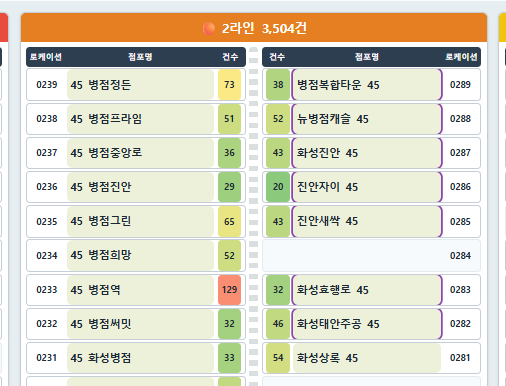 2라인 3,504건
로케이션 점포명 건수 건수 점포명 로케이션
0239 45 병점정든 73 38 병점복합타운 45 0289
0238 45 병점프라임 51 52 뉴병점캐슬 45 0288
0237 45 병점중앙로 36 43 화성진안 45 0287
0236 45 병점진안 29 20 진안자이 45 0286
0235 45 병점그린 65 43 진안새싹 45 0285
0234 45 병점희망 52 0284
0233 45 병점역 129 32 화성효행로 45 0283
0232 45 병점써밋 32 46 화성태안주공 45 0282
0231 45 화성병점 33 54 화성상록 45 0281